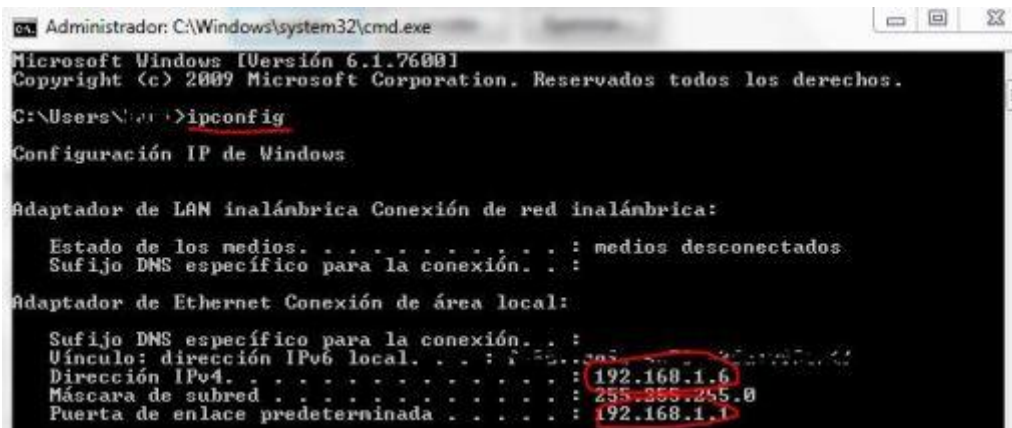 Administrador: C:\Windows\system32\cmd.exe
Microsoft Windows [Versión 6.1.7600]
Copyright (c) 2009 Microsoft Corporation. Reservados todos los derechos.
C:\Users\ >ipconfig
Configuración IP de Windows
Adaptador de LAN inalámbrica Conexión de red inalámbrica:
Estado de los medios. . . . . . . . . . . : medios desconectados
Sufijo DNS específico para la conexión. . :
Adaptador de Ethernet Conexión de área local:
Sufijo DNS específico para la conexión. . :
Vínculo: dirección IPv6 local. . . :
Dirección IPv4. . . . . . . . . . . . . . : 192.168.1.6
Máscara de subred . . . . . . . . . . . . : 255.255.255.0
Puerta de enlace predeterminada . . . . . : 192.168.1.1